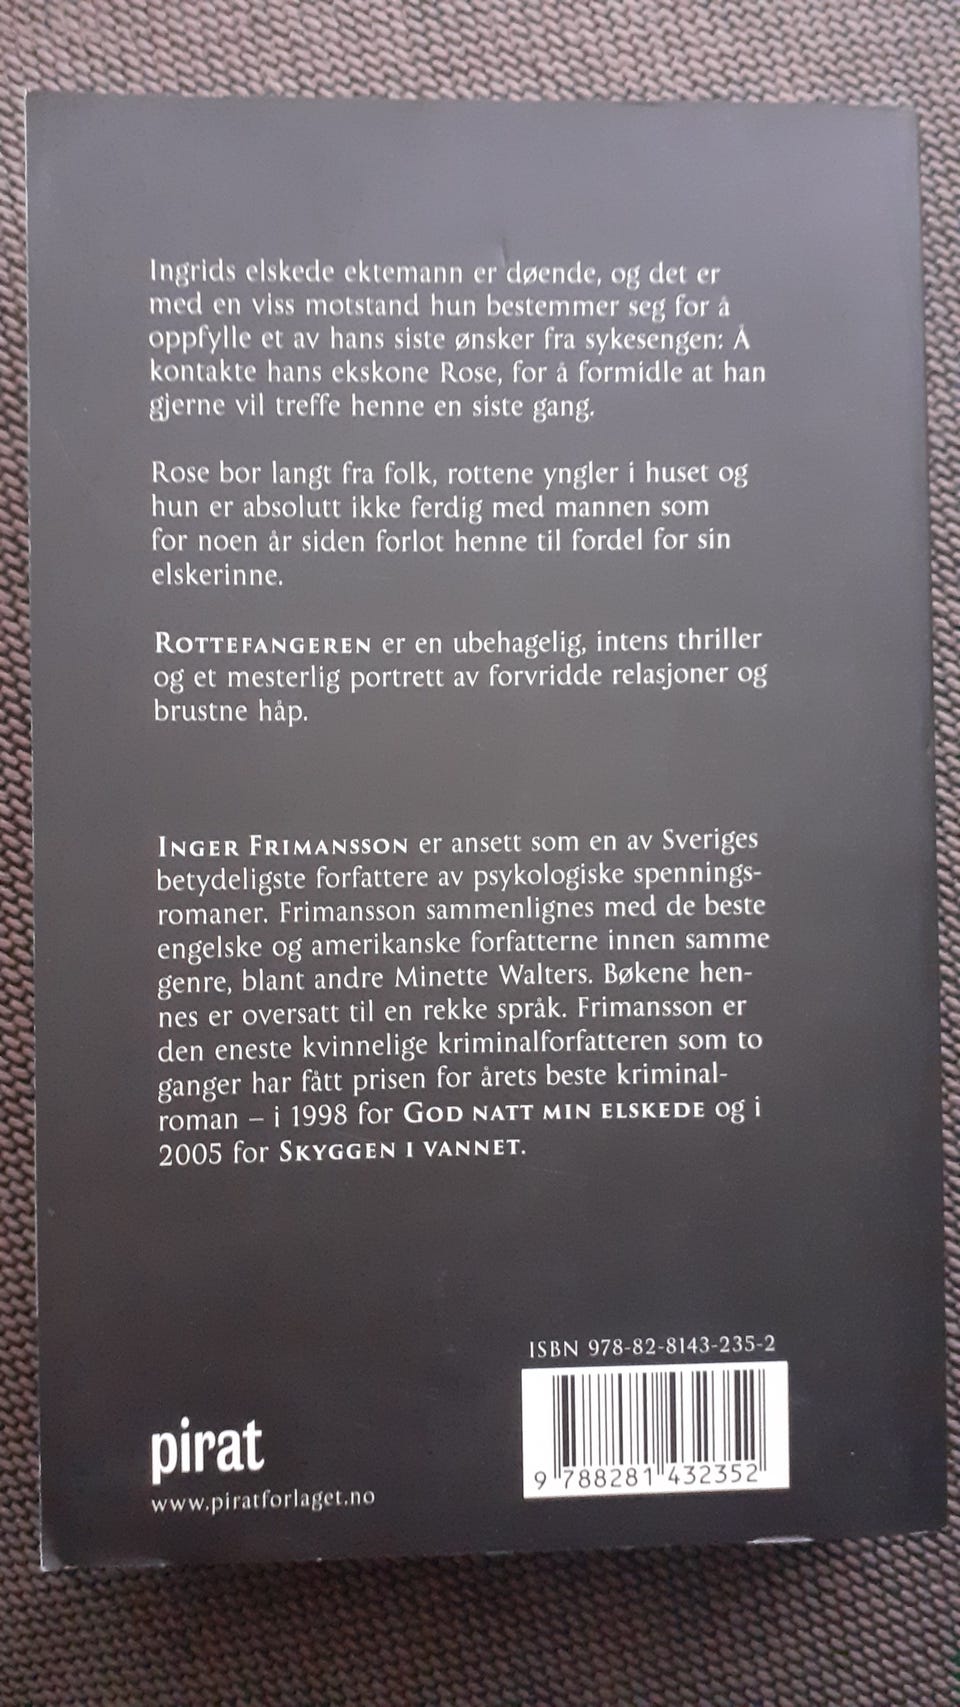 Ingrids elskede ektemann er døende, og det er
med en viss motstand hun bestemmer seg for å
oppfylle et av hans siste ønsker fra sykesengen: Å
kontakte hans ekskone Rose, for å formidle at han
gjerne vil treffe henne en siste gang.
Rose bor langt fra folk, rottene yngler i huset og
hun er absolutt ikke ferdig med mannen som
for noen år siden forlot henne til fordel for sin
elskerinne.
ROTTEFANGEREN er en ubehagelig, intens thriller
og et mesterlig portrett av forvridde relasjoner og
brustne håp.
INGER FRIMANSSON er ansett som en av Sveriges
betydeligste forfattere av psykologiske spennings-
romaner. Frimansson sammenlignes med de beste
engelske og amerikanske forfatterne innen samme
genre, blant andre Minette Walters. Bøkene hen-
nes er oversatt til en rekke språk. Frimansson er
den eneste kvinnelige kriminalforfatteren som to
ganger har fått prisen for årets beste kriminal-
roman – i 1998 for GOD NATT MIN ELSKEDE og i
2005 for SKYGGEN I VANNET.
ISBN 978-82-8143-235-2
9 788281 432352
pirat
www.piratforlaget.no